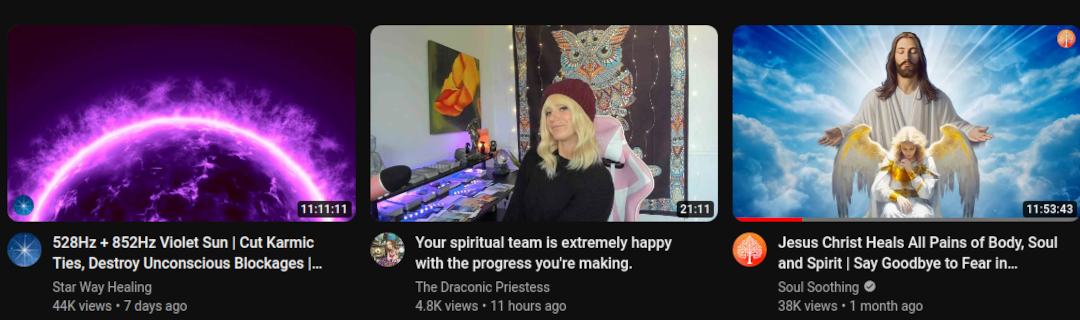 11:11:11
21:11
11:53:43
528Hz + 852Hz Violet Sun | Cut Karmic
Ties, Destroy Unconscious Blockages |...
Star Way Healing
44K views • 7 days ago
Your spiritual team is extremely happy
with the progress you're making.
The Draconic Priestess
4.8K views • 11 hours ago
Jesus Christ Heals All Pains of Body, Soul
and Spirit | Say Goodbye to Fear in...
Soul Soothing
38K views • 1 month ago